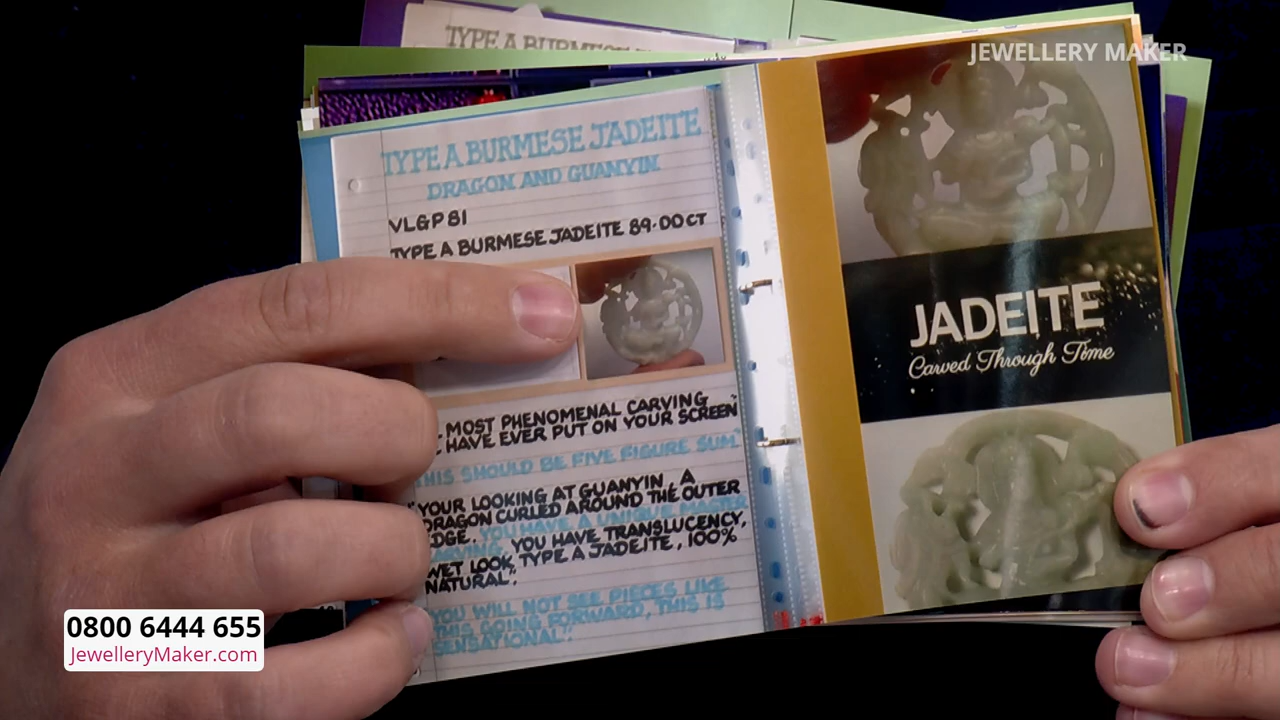 TYPE A BURMESE
JEWELLERY MAKER
TYPE A BURMESE JADEITE
DRAGON AND GUANYIN
VLGP81
TYPE A BURMESE JADEITE 89.00CT
MOST PHENOMENAL CARVING
HAVE EVER PUT ON YOUR SCREEN"
THIS SHOULD BE FIVE FIGURE SUM."
"YOUR LOOKING AT GUANYIN, A
DRAGON CURLED AROUND THE OUTER
EDGE. YOU HAVE A UNIQUE MASTER
CARVING. YOU HAVE TRANSLUCENCY,
WET LOOK, TYPE A JADEITE, 100%
NATURAL".
"YOU WILL NOT SEE PIECES LIKE
THIS GOING FORWARD, THIS IS
SENSATIONAL".
JADEITE
Carved Through Time
0800 6444 655
JewelleryMaker.com